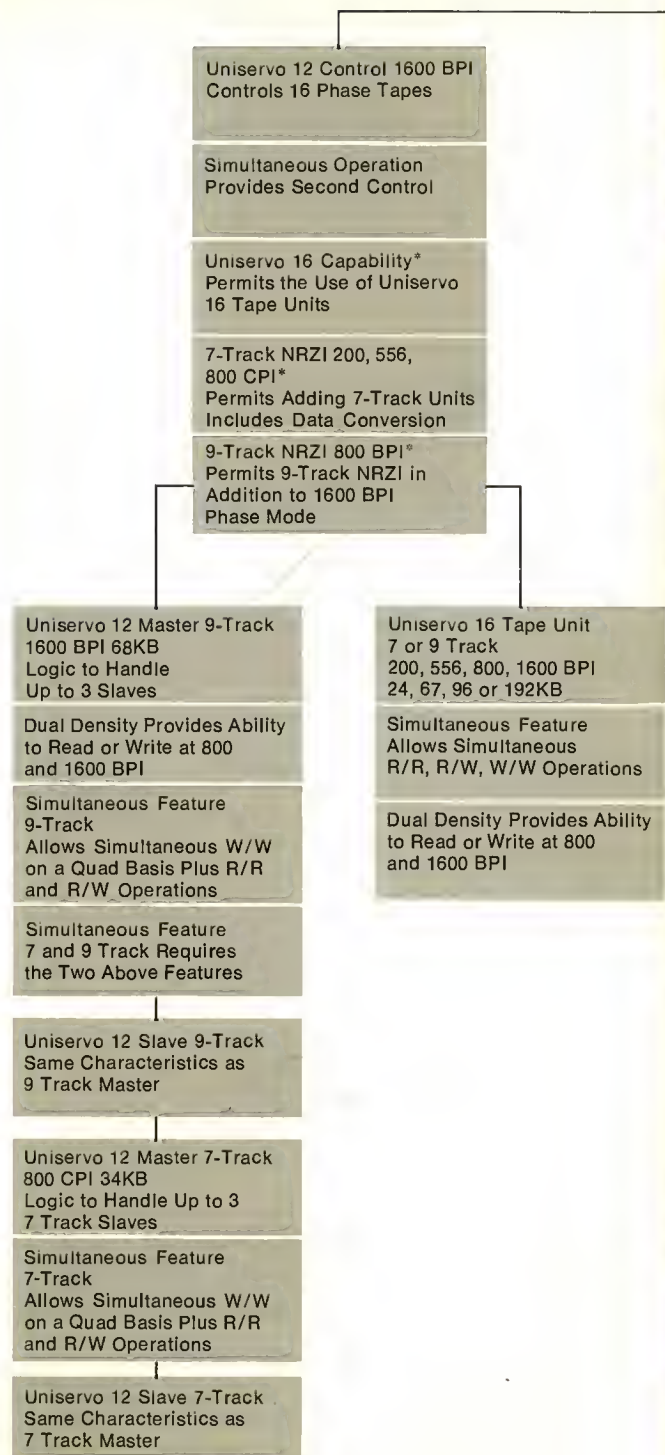 Uniservo 12 Control 1600 BPI
Controls 16 Phase Tapes
Simultaneous Operation
Provides Second Control
Uniservo 16 Capability*
Permits the Use of Uniservo
16 Tape Units
7-Track NRZI 200, 556,
800 CPI*
Permits Adding 7-Track Units
Includes Data Conversion
9-Track NRZI 800 BPI*
Permits 9-Track NRZI in
Addition to 1600 BPI
Phase Mode
Uniservo 12 Master 9-Track
1600 BPI 68KB
Logic to Handle
Up to 3 Slaves
Dual Density Provides Ability
to Read or Write at 800
and 1600 BPI
Simultaneous Feature
9-Track
Allows Simultaneous W/W
on a Quad Basis Plus R/R
and R/W Operations
Simultaneous Feature
7 and 9 Track Requires
the Two Above Features
Uniservo 12 Slave 9-Track
Same Characteristics as
9 Track Master
Uniservo 12 Master 7-Track
800 CPI 34KB
Logic to Handle Up to 3
7 Track Slaves
Simultaneous Feature
7-Track
Allows Simultaneous W/W
on a Quad Basis Plus R/R
and R/W Operations
Uniservo 12 Slave 7-Track
Same Characteristics as
7 Track Master
Uniservo 16 Tape Unit
7 or 9 Track
200, 556, 800, 1600 BPI
24, 67, 96 or 192KB
Simultaneous Feature
Allows Simultaneous
R/R, R/W, W/W Operations
Dual Density Provides Ability
to Read or Write at 800
and 1600 BPI